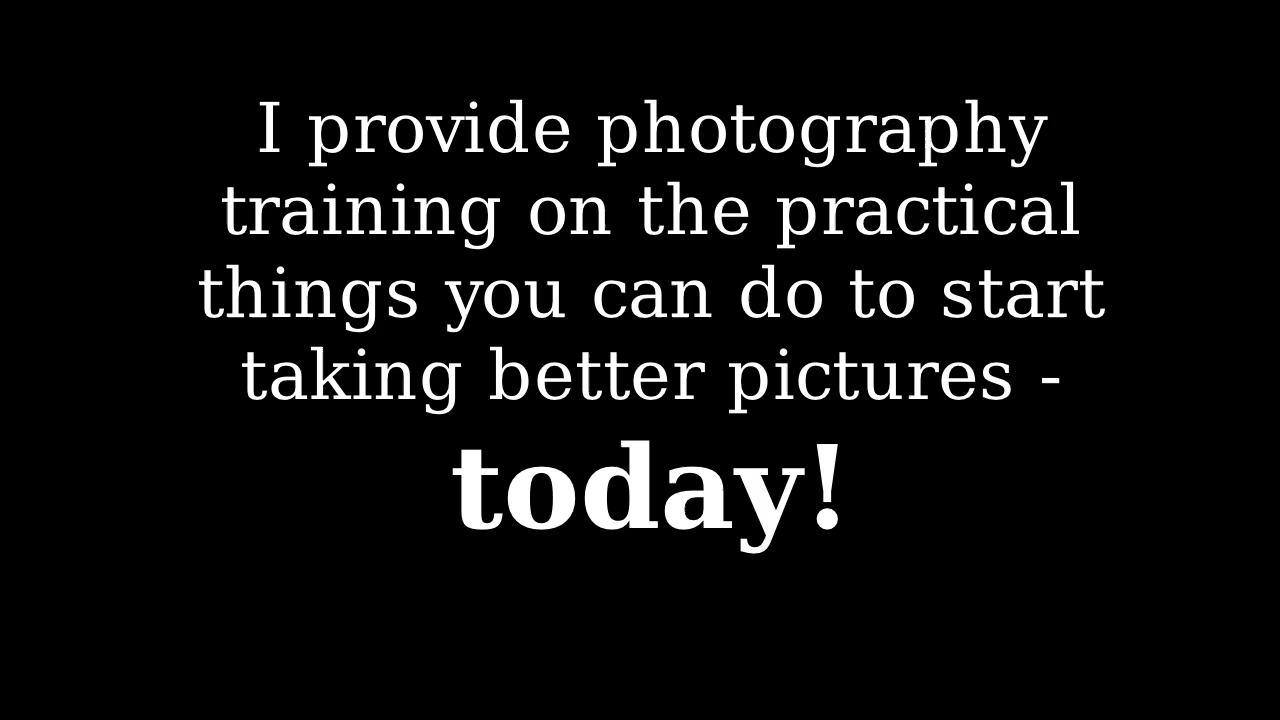 I provide photography
training on the practical
things you can do to start
taking better pictures -
today!